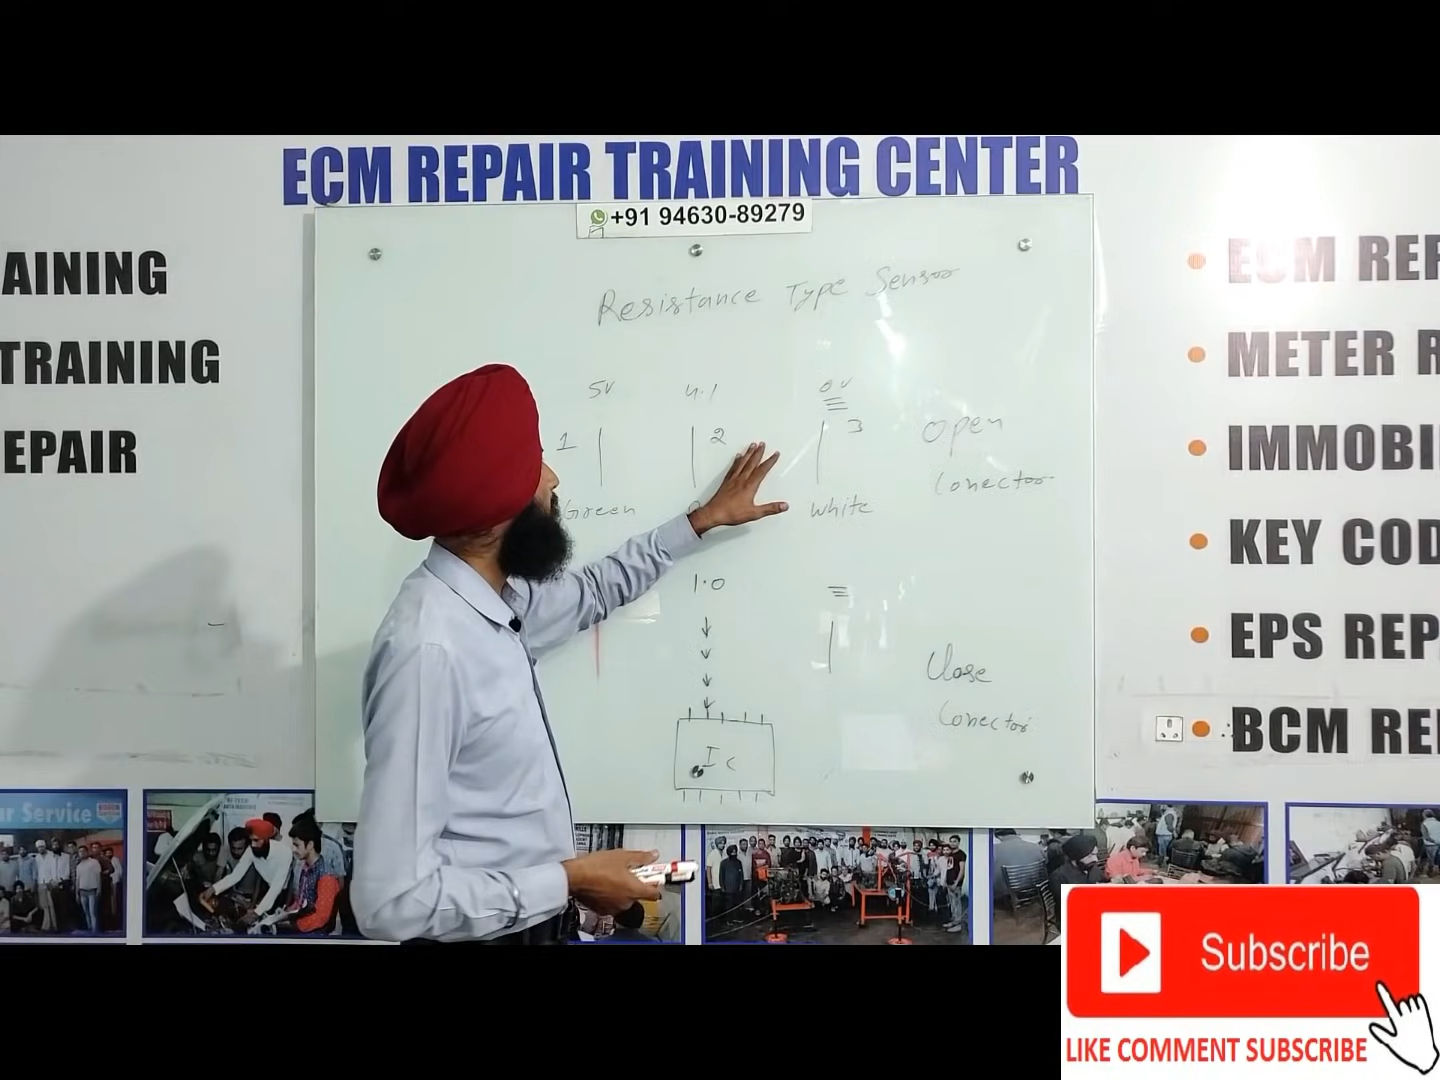 ECM REPAIR TRAINING CENTER
+91 94630-89279
AINING
TRAINING
EPAIR
Resistance Type Sensor
5V 4.1 0V
1 2 3
Green White
Open
Conector
1.0
Close
Conector
IC
ECM REP
METER R
IMMOBI
KEY COD
EPS REP
BCM RE
ar Service
Subscribe
LIKE COMMENT SUBSCRIBE